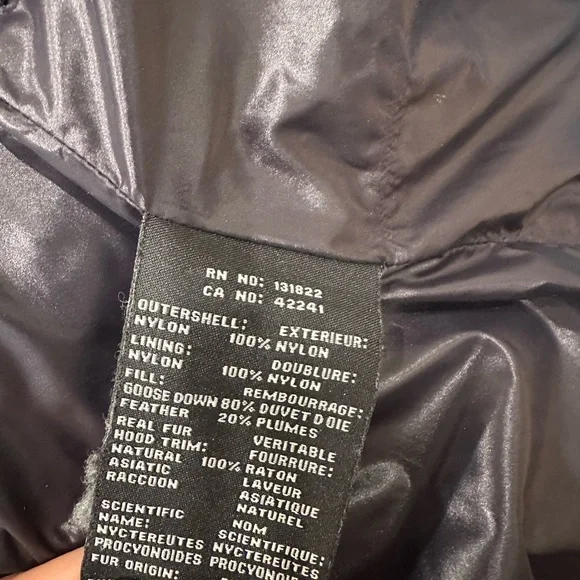 RN NO: 131822
CA NO: 42241
OUTERSHELL: EXTERIEUR:
NYLON 100% NYLON
LINING: DOUBLURE:
NYLON 100% NYLON
FILL: REMBOURRAGE:
GOOSE DOWN 80% DUVET D OIE
FEATHER 20% PLUMES
REAL FUR VERITABLE
HOOD TRIM: FOURRURE:
NATURAL 100% RATON
ASIATIC LAVEUR
RACCOON ASIATIQUE
NATUREL
SCIENTIFIC NOM
NAME: SCIENTIFIQUE:
NYCTEREUTES NYCTEREUTES
PROCYONOIDES PROCYONOIDES
FUR ORIGIN: